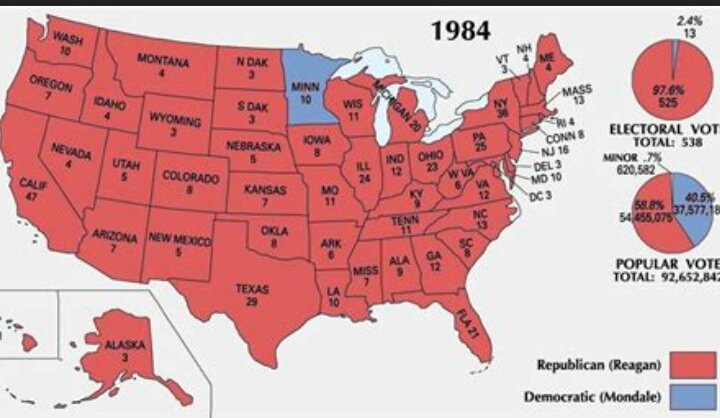 1984
WASH
10
OREGON
7
CALIF
47
NEVADA
4
IDAHO
4
MONTANA
4
WYOMING
3
UTAH
5
ARIZONA
7
COLORADO
8
NEW MEXICO
5
N DAK
3
S DAK
3
NEBRASKA
5
KANSAS
7
OKLA
8
TEXAS
29
MINN
10
IOWA
8
MO
11
ARK
6
LA
10
WIS
11
ILL
24
MICHIGAN 20
IND
12
OHIO
23
KY
9
TENN
11
MISS
7
ALA
9
GA
12
FLA 21
SC
8
NC
13
VA
12
W VA
6
PA
25
NY
36
VT
3
NH
4
ME
4
MASS
13
RI 4
CONN 8
NJ 16
DEL 3
MD 10
DC 3
ALASKA
3
2.4%
13
97.6%
525
ELECTORAL VOT
TOTAL: 538
MINOR .7%
620,582
58.8%
54,455,075
40.5%
37,577,18
POPULAR VOTE
TOTAL: 92,652,842
Republican (Reagan)
Democratic (Mondale)